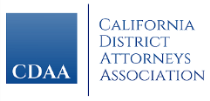 CDAA
CALIFORNIA
DISTRICT
ATTORNEYS
ASSOCIATION